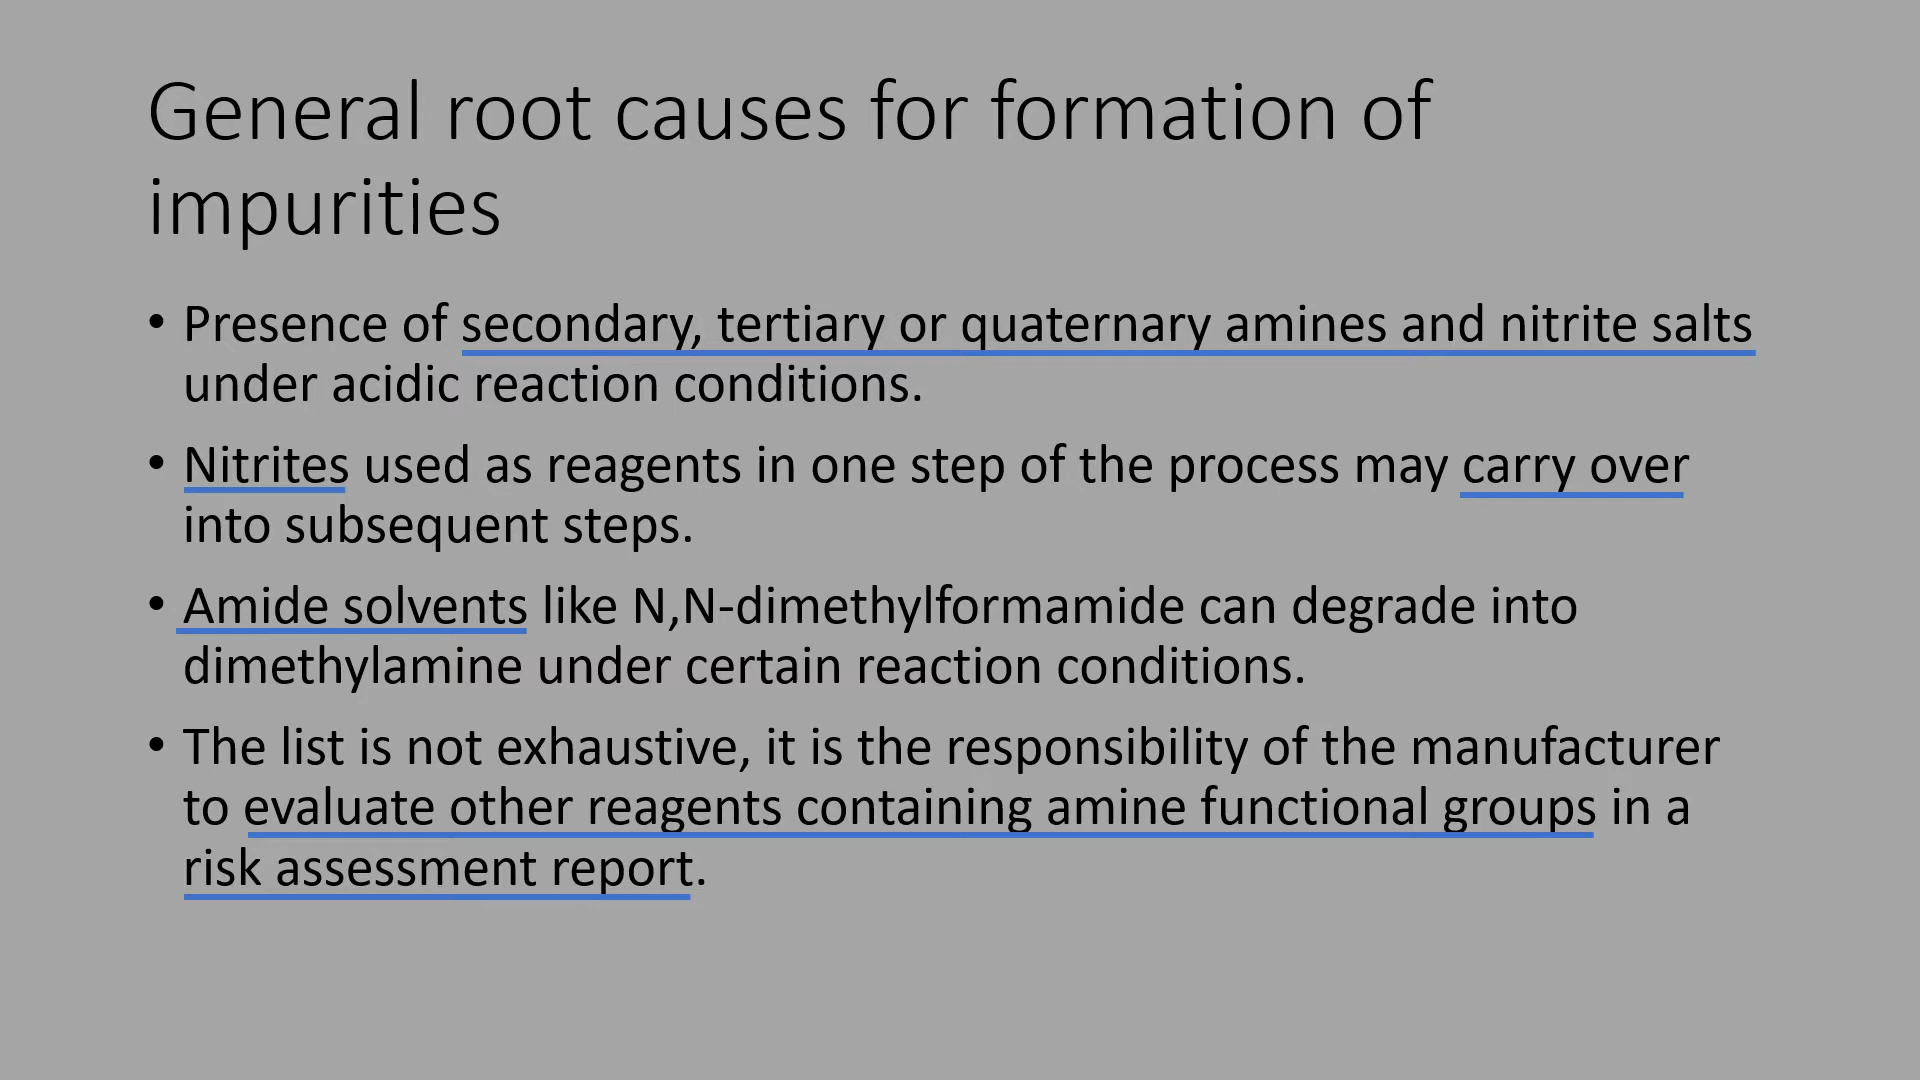 General root causes for formation of
impurities
• Presence of secondary, tertiary or quaternary amines and nitrite salts
under acidic reaction conditions.
• Nitrites used as reagents in one step of the process may carry over
into subsequent steps.
• Amide solvents like N,N-dimethylformamide can degrade into
dimethylamine under certain reaction conditions.
• The list is not exhaustive, it is the responsibility of the manufacturer
to evaluate other reagents containing amine functional groups in a
risk assessment report.